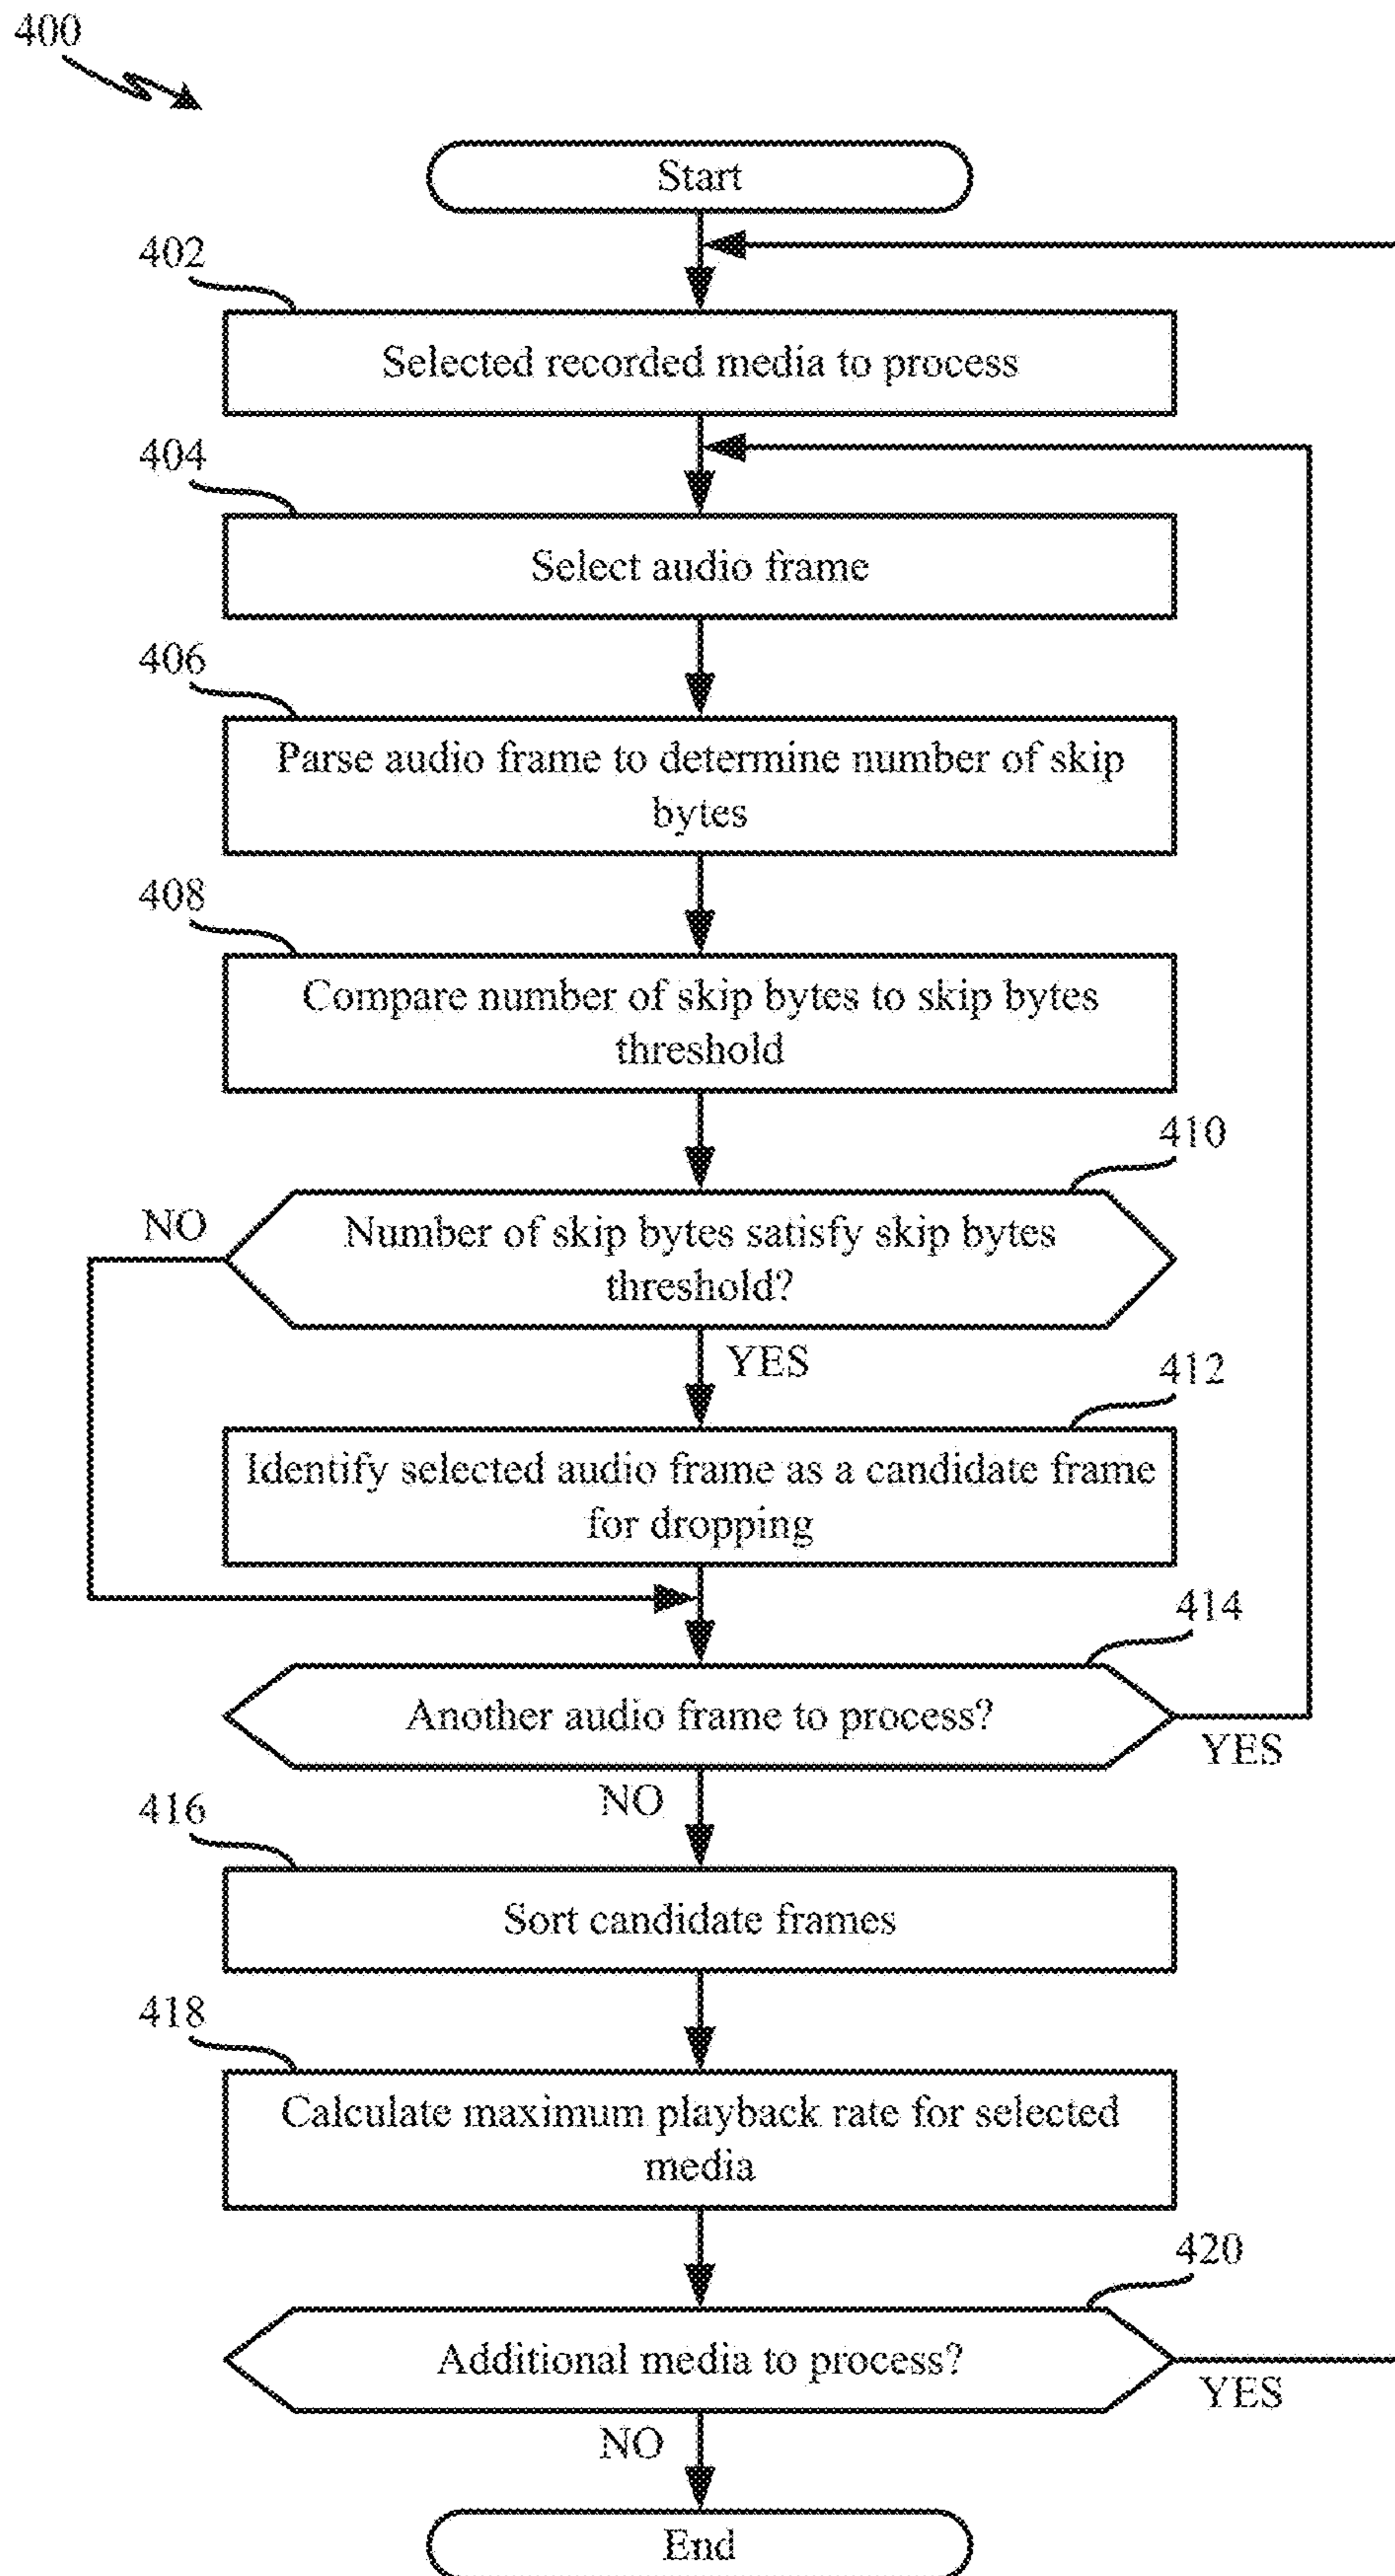 400
Start
402
Selected recorded media to process
404
Select audio frame
406
Parse audio frame to determine number of skip
bytes
408
Compare number of skip bytes to skip bytes
threshold
410
NO
Number of skip bytes satisfy skip bytes
threshold?
YES
412
Identify selected audio frame as a candidate frame
for dropping
414
Another audio frame to process?
YES
NO
416
Sort candidate frames
418
Calculate maximum playback rate for selected
media
420
Additional media to process?
YES
NO
End